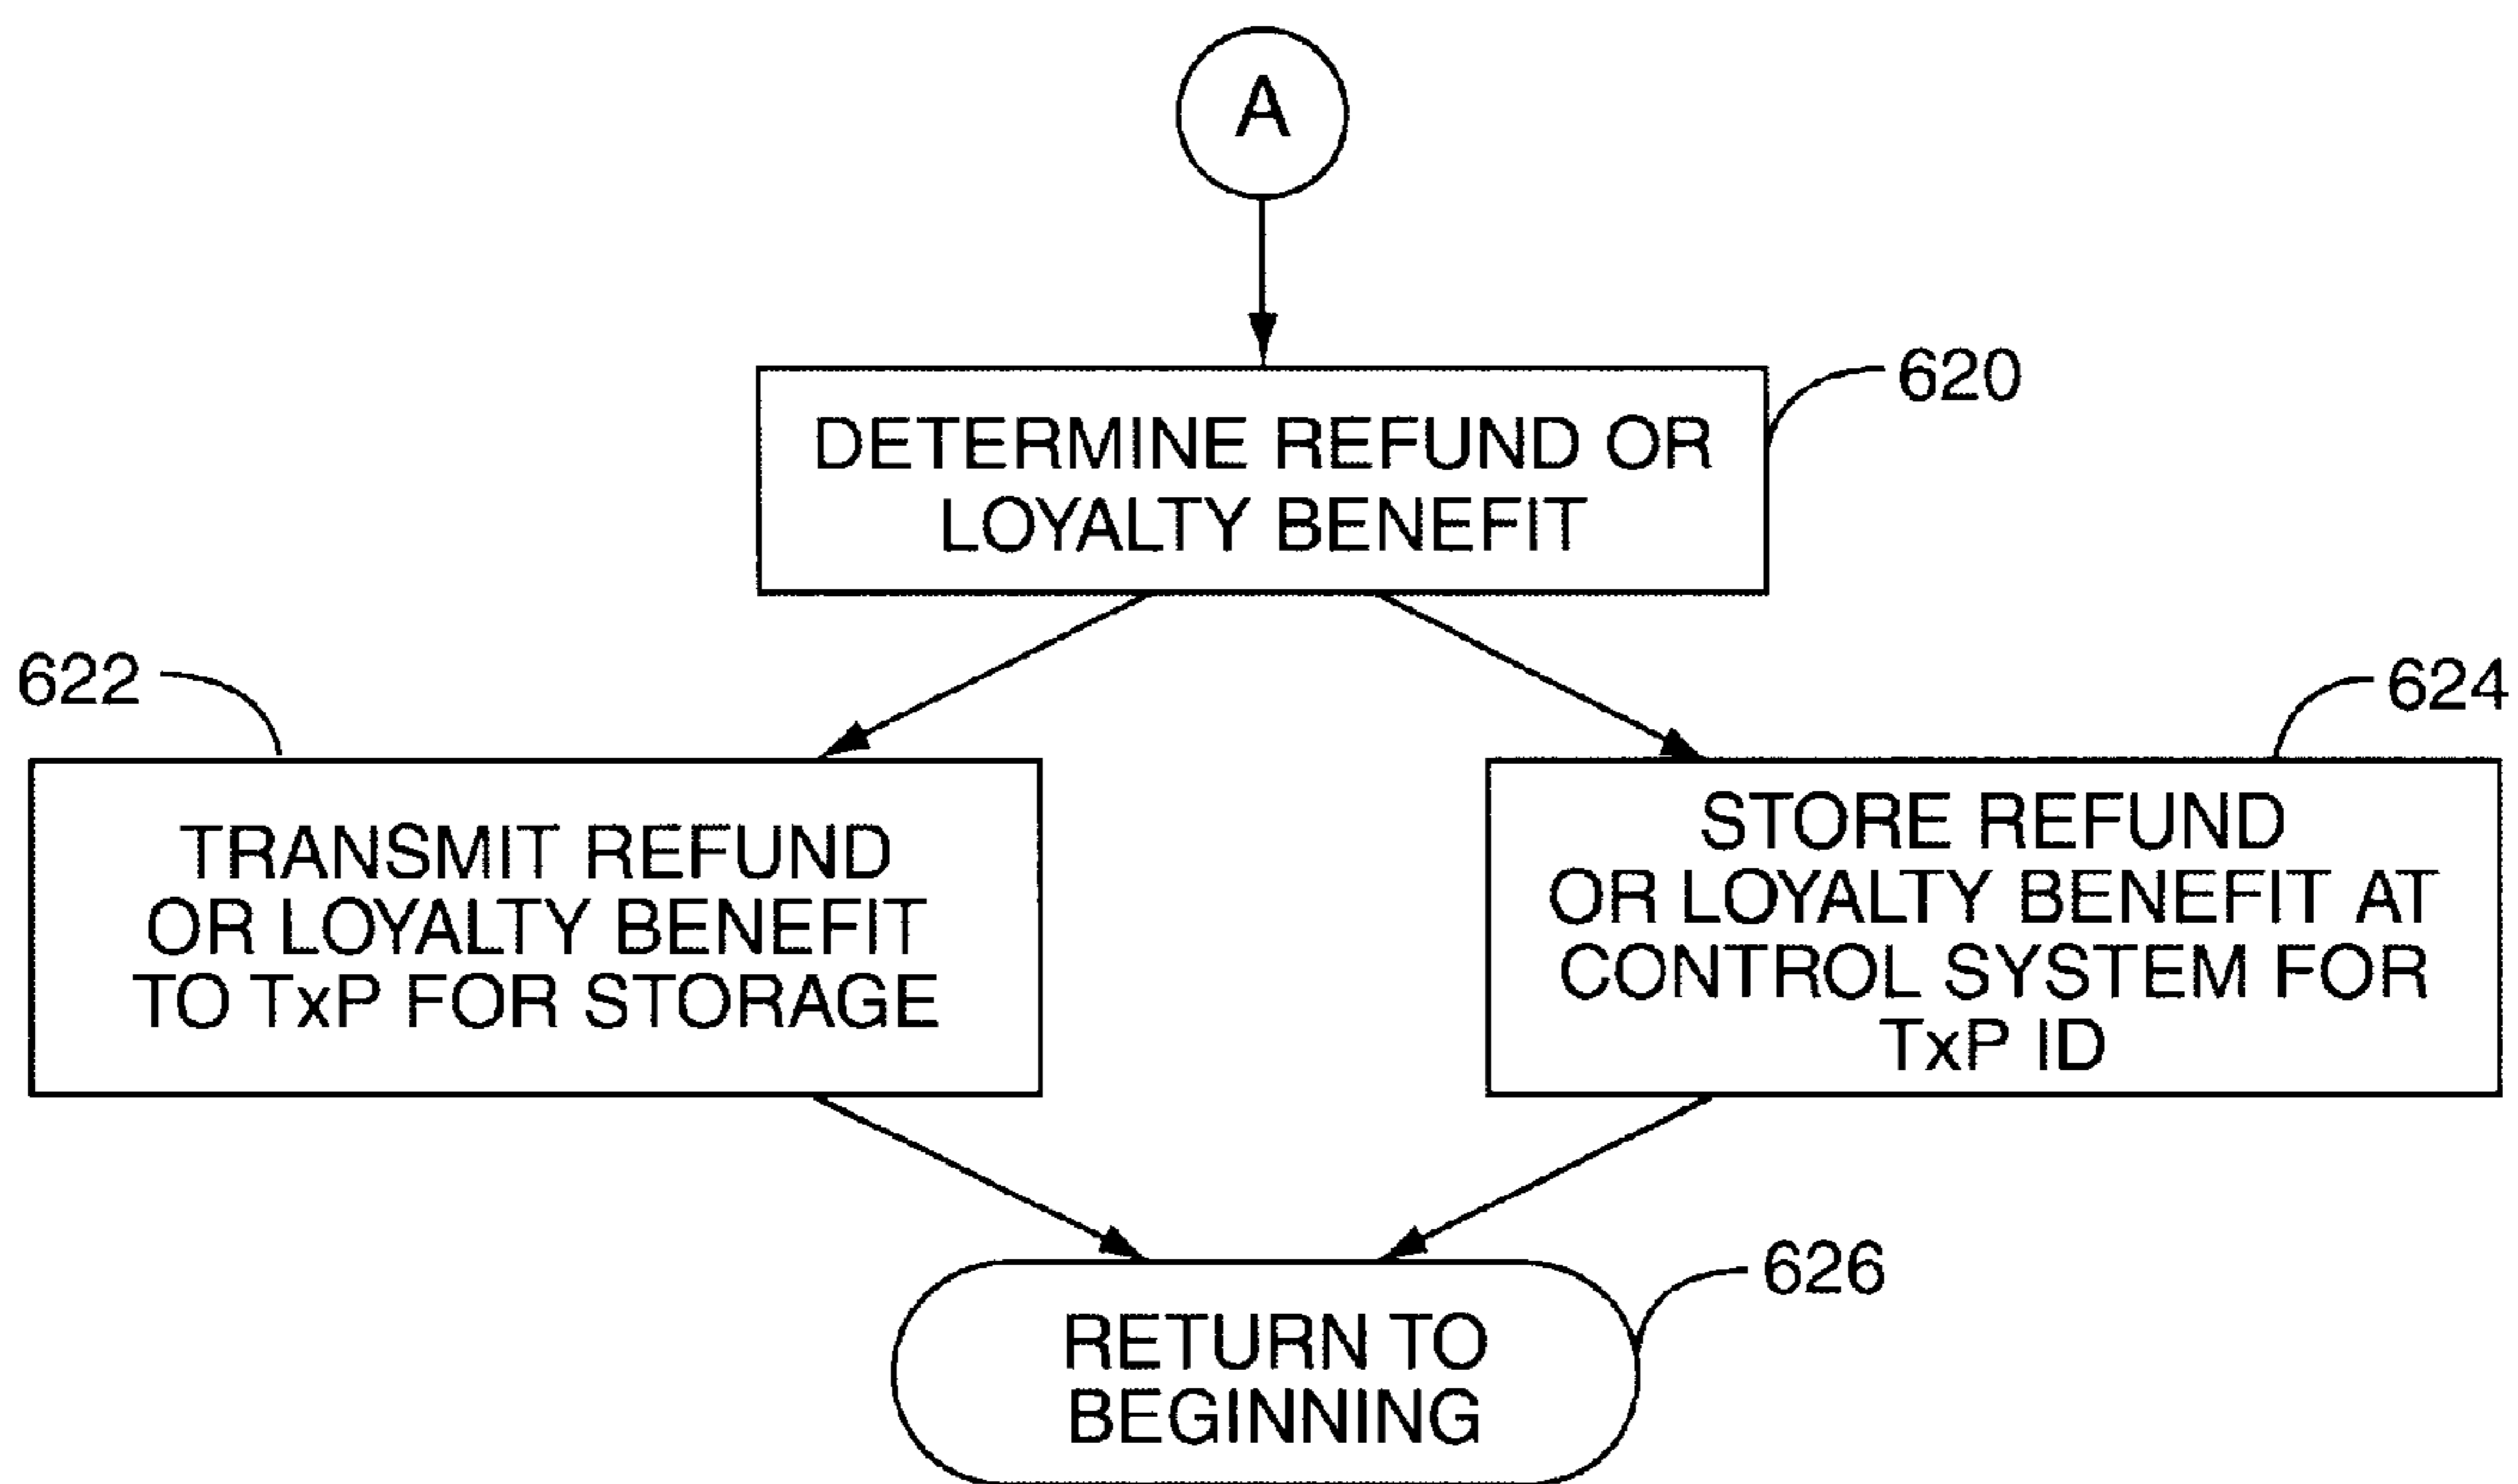 A
620
DETERMINE REFUND OR
LOYALTY BENEFIT
622
624
TRANSMIT REFUND
OR LOYALTY BENEFIT
TO TxP FOR STORAGE
STORE REFUND
OR LOYALTY BENEFIT AT
CONTROL SYSTEM FOR
TxP ID
626
RETURN TO
BEGINNING